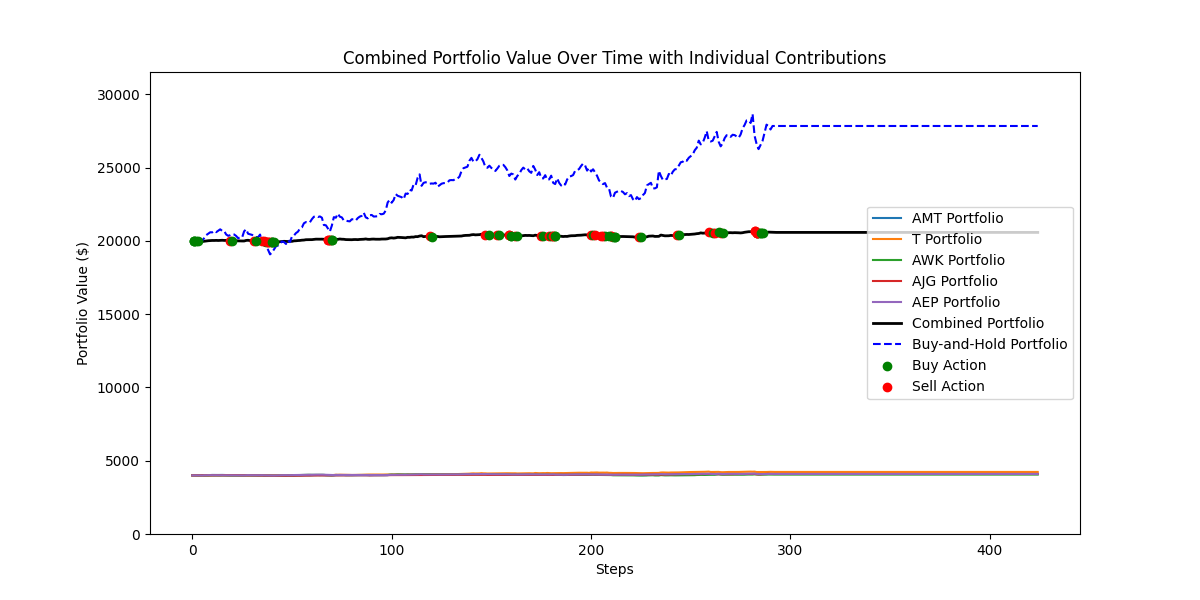 Combined Portfolio Value Over Time with Individual Contributions
30000
25000
20000
15000
10000
5000
0
Portfolio Value ($)
AMT Portfolio
T Portfolio
AWK Portfolio
AJG Portfolio
AEP Portfolio
Combined Portfolio
Buy-and-Hold Portfolio
Buy Action
Sell Action
0 100 200 300 400
Steps